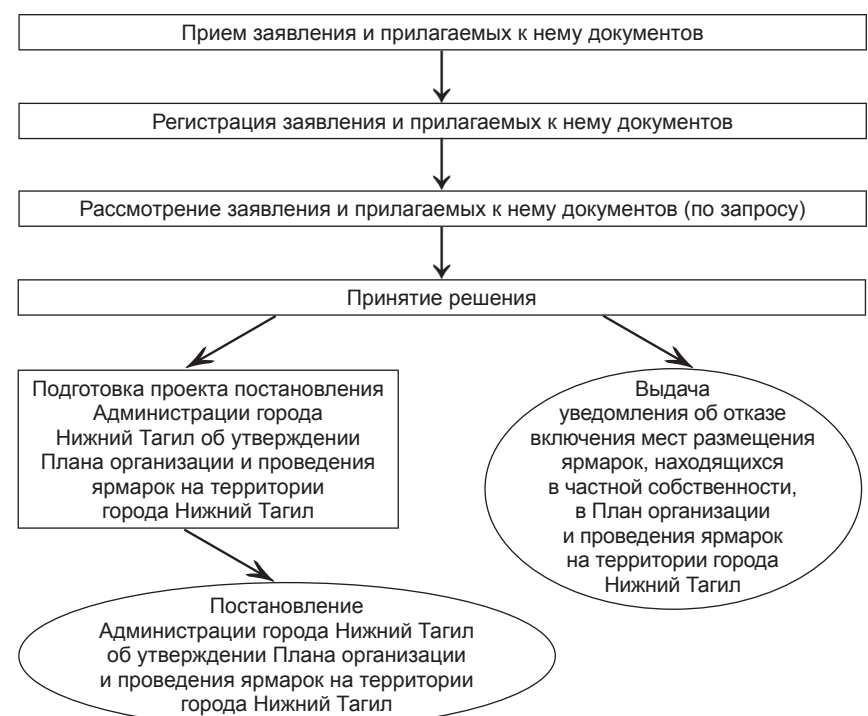 Прием заявления и прилагаемых к нему документов
Регистрация заявления и прилагаемых к нему документов
Рассмотрение заявления и прилагаемых к нему документов (по запросу)
Принятие решения
Подготовка проекта постановления
Администрации города
Нижний Тагил об утверждении
Плана организации и проведения
ярмарок на территории
города Нижний Тагил
Выдача
уведомления об отказе
включения мест размещения
ярмарок, находящихся
в частной собственности,
в План организации
и проведения ярмарок
на территории города
Нижний Тагил
Постановление
Администрации города Нижний Тагил
об утверждении Плана организации
и проведения ярмарок на территории
города Нижний Тагил